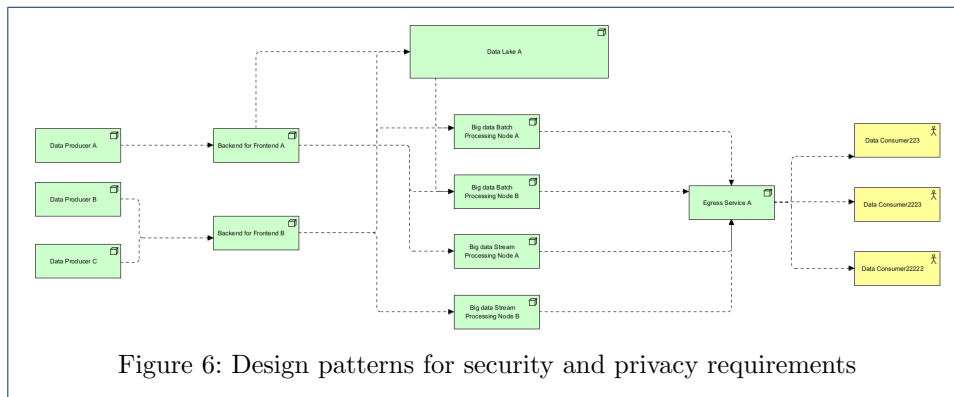 Data Lake A
Data Producer A
Backend for Frontend A
Big data Batch
Processing Node A
Data Consumer223
Data Producer B
Big data Batch
Processing Node B
Egress Service A
Data Consumer2223
Backend for Frontend B
Data Producer C
Big data Stream
Processing Node A
Data Consumer22222
Big data Stream
Processing Node B
Figure 6: Design patterns for security and privacy requirements